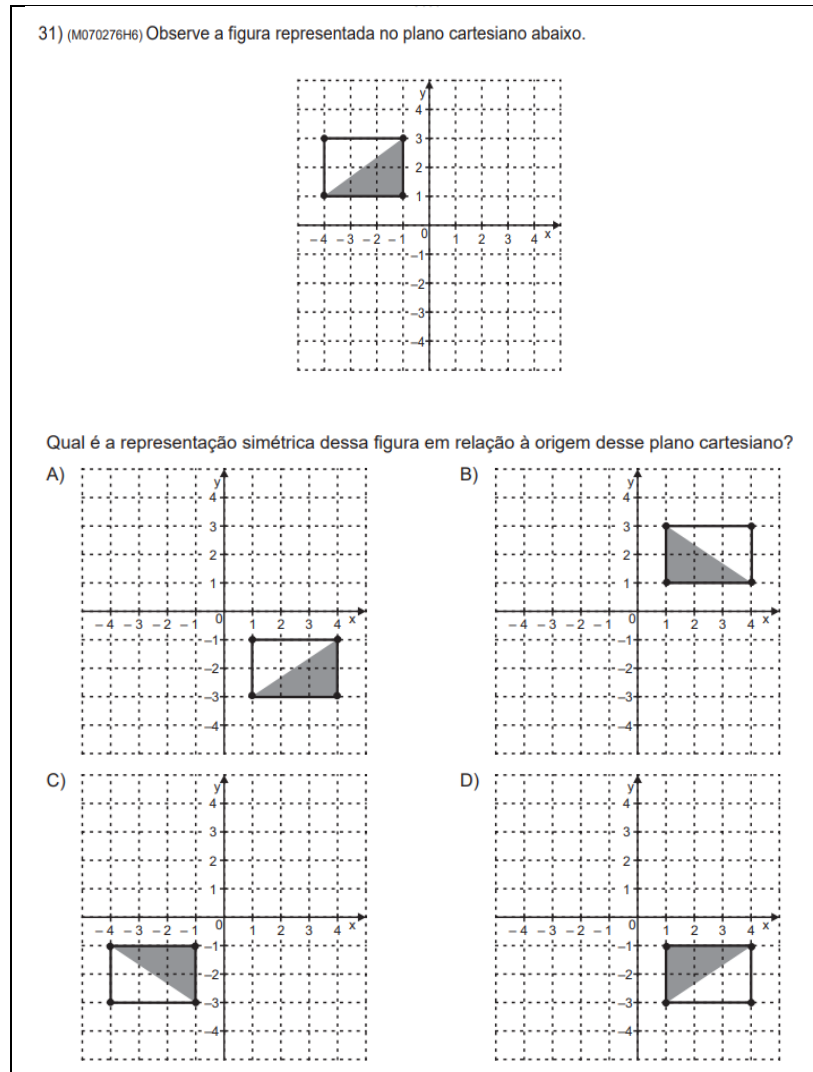 31) (M070276H6) Observe a figura representada no plano cartesiano abaixo.
y
4
3
2
1
– 4 – 3 – 2 – 1 0 1 2 3 4 x
–1
–2
–3
–4
Qual é a representação simétrica dessa figura em relação à origem desse plano cartesiano?
A)
y
4
3
2
1
– 4 – 3 – 2 – 1 0 1 2 3 4 x
–1
–2
–3
–4
B)
y
4
3
2
1
– 4 – 3 – 2 – 1 0 1 2 3 4 x
–1
–2
–3
–4
C)
y
4
3
2
1
– 4 – 3 – 2 – 1 0 1 2 3 4 x
–1
–2
–3
–4
D)
y
4
3
2
1
– 4 – 3 – 2 – 1 0 1 2 3 4 x
–1
–2
–3
–4